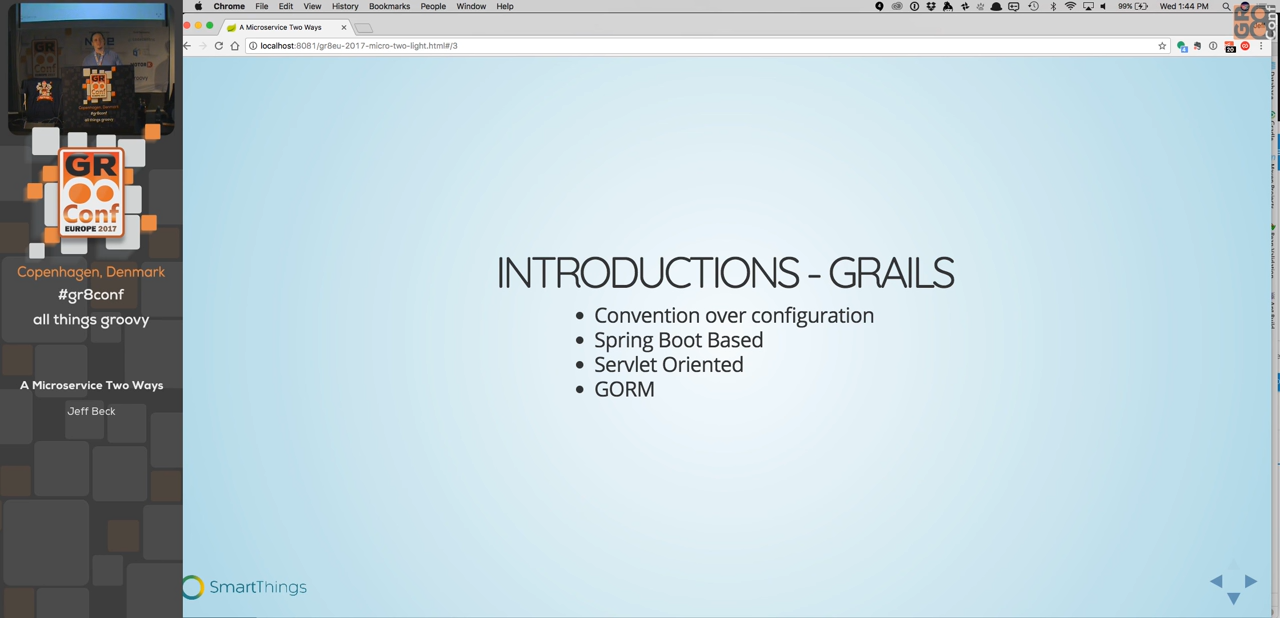 Chrome File Edit View History Bookmarks People Window Help 99% Wed 1:44 PM
A Microservice Two Ways
localhost:8081/gr8eu-2017-micro-two-light.html#/3
GR8Conf
EUROPE 2017
Copenhagen, Denmark
#gr8conf
all things groovy
A Microservice Two Ways
Jeff Beck
INTRODUCTIONS - GRAILS
• Convention over configuration
• Spring Boot Based
• Servlet Oriented
• GORM
SmartThings